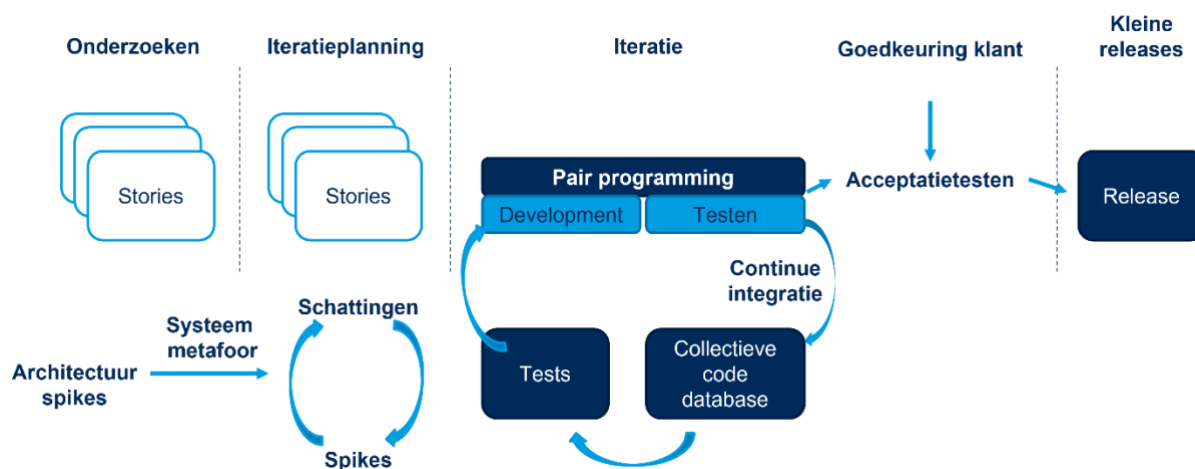 Onderzoeken
Iteratieplanning
Iteratie
Goedkeuring klant
Kleine
releases
Stories
Stories
Pair programming
Development
Testen
Acceptatietesten
Release
Continue
integratie
Schattingen
Systeem
metafoor
Architectuur
spikes
Spikes
Tests
Collectieve
code
database